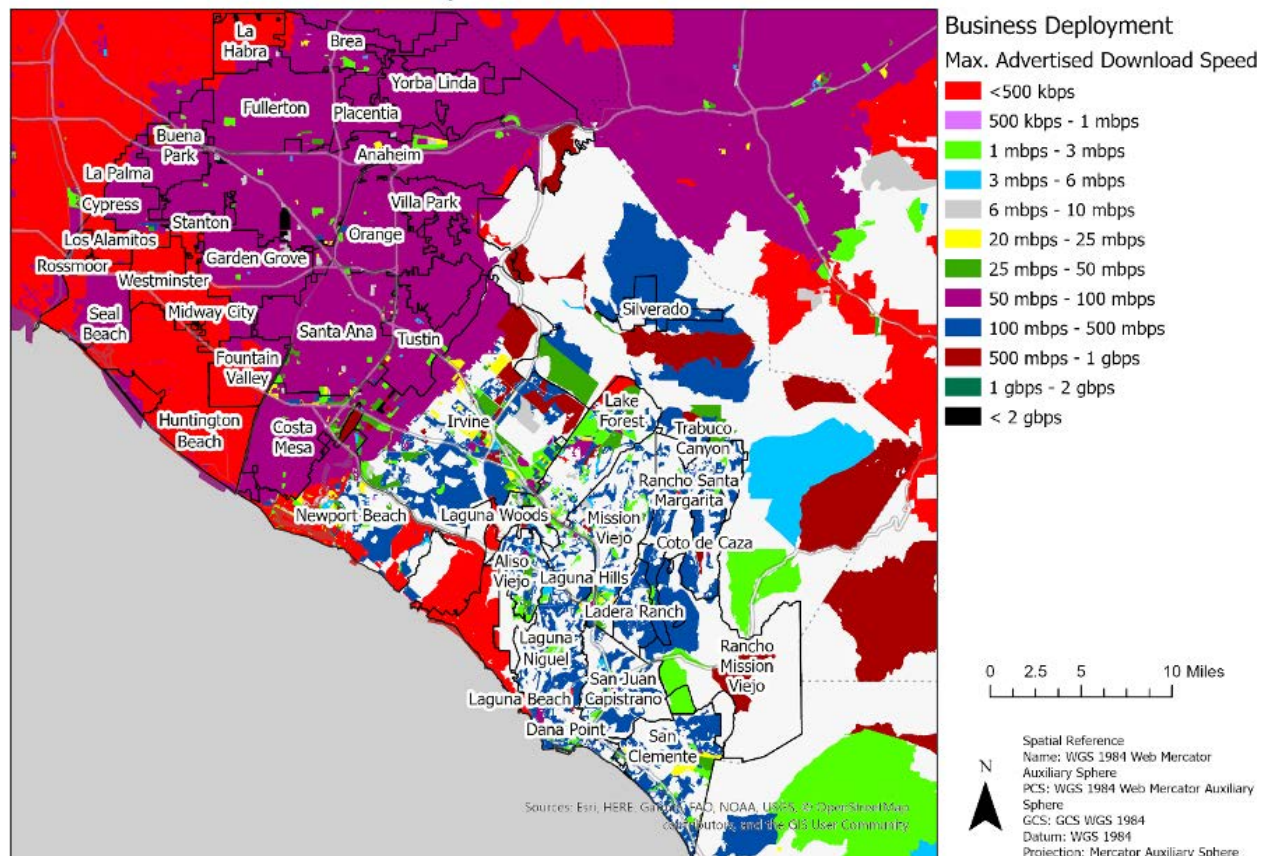 La
Habra
Brea
Yorba Linda
Fullerton
Placentia
Buena
Park
Anaheim
La Palma
Villa Park
Cypress
Stanton
Orange
Los Alamitos
Garden Grove
Rossmoor
Westminster
Silverado
Seal
Beach
Midway City
Santa Ana
Tustin
Fountain
Valley
Lake
Forest
Huntington
Beach
Costa
Mesa
Irvine
Trabuco
Canyon
Rancho Santa
Margarita
Newport Beach
Laguna Woods
Mission
Viejo
Coto de Caza
Aliso
Viejo
Laguna Hills
Ladera Ranch
Laguna
Niguel
Rancho
Mission
Viejo
San Juan
Capistrano
Laguna Beach
Dana Point
San
Clemente
Sources: Esri, HERE, Garmin, FAO, NOAA, USGS, © OpenStreetMap
contributors, and the GIS User Community
Business Deployment
Max. Advertised Download Speed
<500 kbps
500 kbps - 1 mbps
1 mbps - 3 mbps
3 mbps - 6 mbps
6 mbps - 10 mbps
20 mbps - 25 mbps
25 mbps - 50 mbps
50 mbps - 100 mbps
100 mbps - 500 mbps
500 mbps - 1 gbps
1 gbps - 2 gbps
< 2 gbps
0 2.5 5 10 Miles
N
Spatial Reference
Name: WGS 1984 Web Mercator
Auxiliary Sphere
PCS: WGS 1984 Web Mercator Auxiliary
Sphere
GCS: GCS WGS 1984
Datum: WGS 1984
Projection: Mercator Auxiliary Sphere